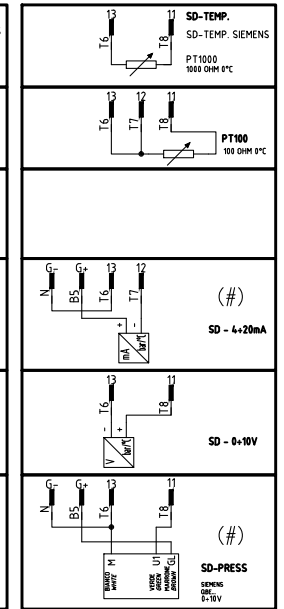 13 11
T6 T8
SD-TEMP.
SD-TEMP. SIEMENS
PT1000
1000 OHM 0°C
13 12 11
T6 T7 T8
PT100
100 OHM 0°C
G- G+ 13 12
N B5 T6 T7
+ -
mA bar/°C
(#)
SD - 4÷20mA
13 11
T6 T8
- +
V bar/°C
SD - 0÷10V
G- G+ 13 11
N B5 T6 T8
M U1 GL
BIANCO
WHITE
VERDE
GREEN
MARRONE
BROWN
(#)
SD-PRESS
SIEMENS
QBE...
0÷10V